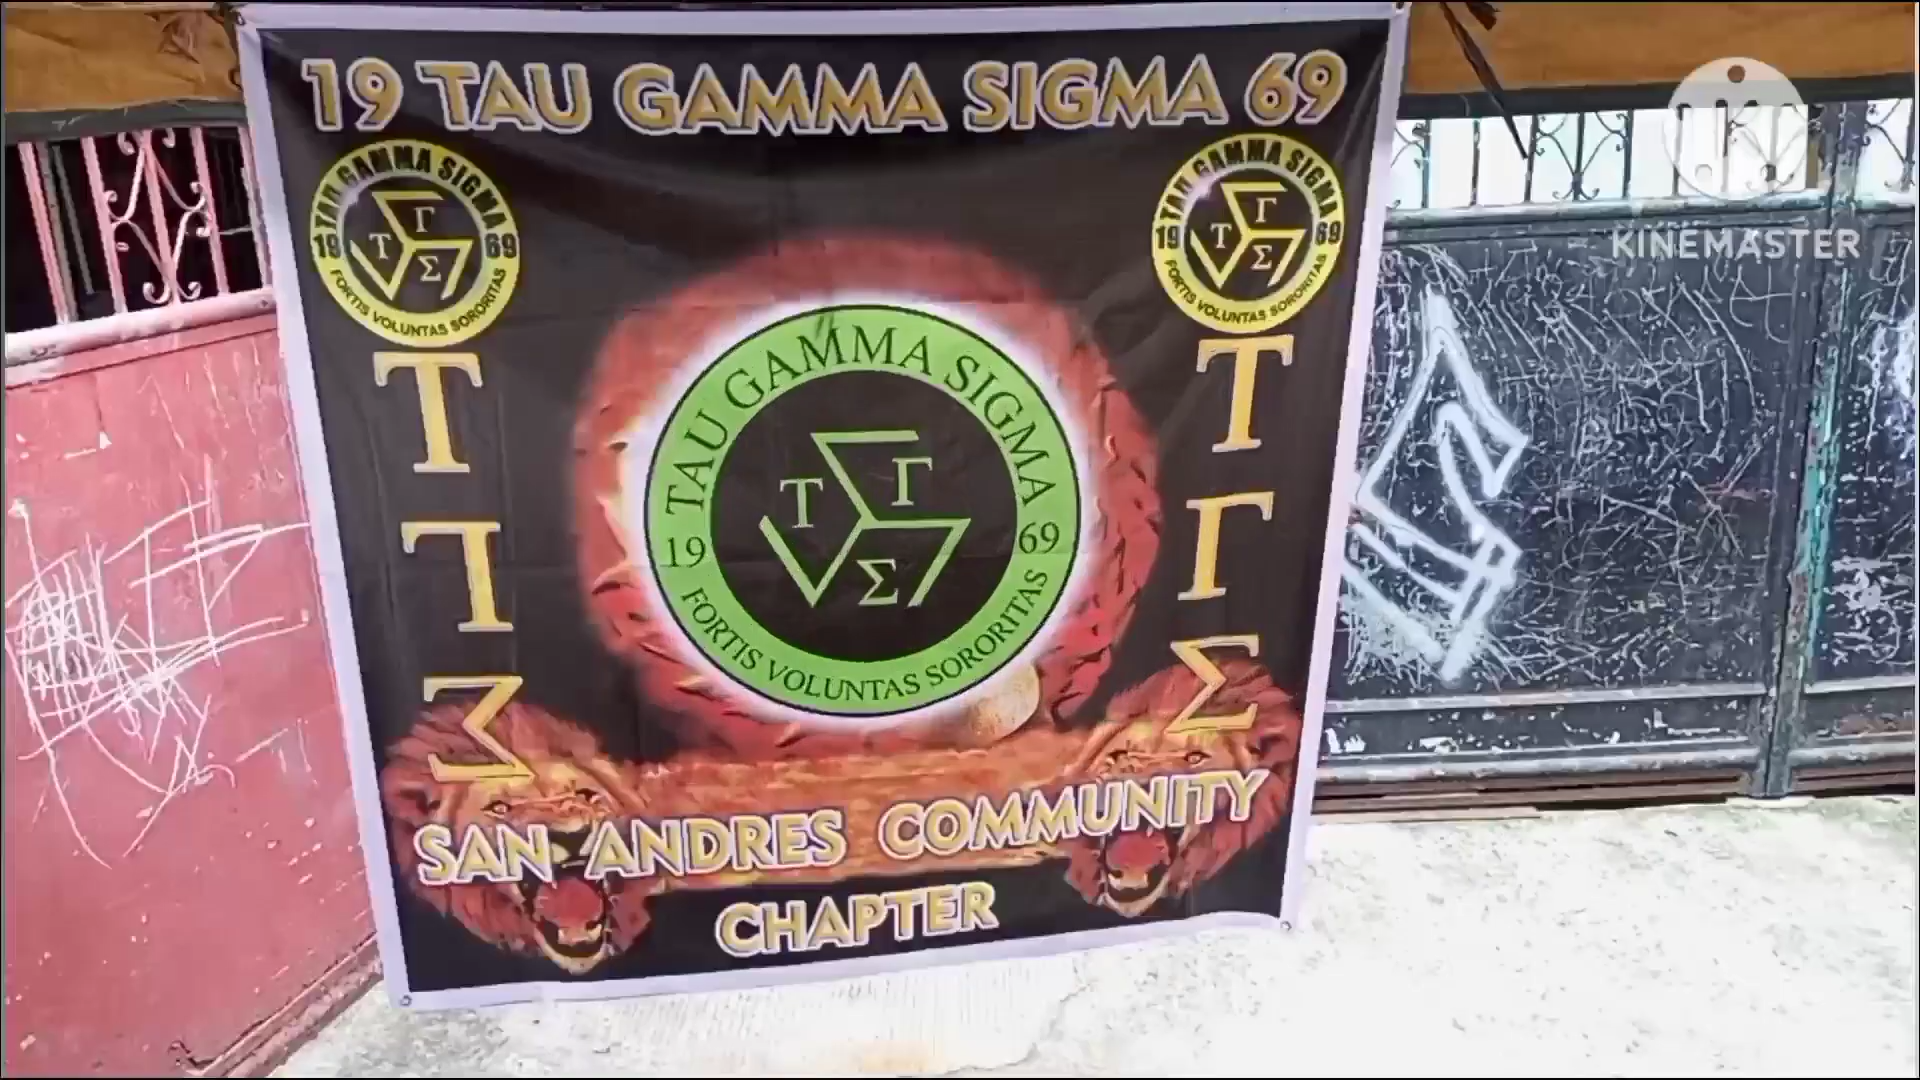 19 TAU GAMMA SIGMA 69
TAU GAMMA SIGMA
19 69
Τ Γ Σ
FORTIS VOLUNTAS SORORITAS
TAU GAMMA SIGMA
19 69
Τ Γ Σ
FORTIS VOLUNTAS SORORITAS
KINEMASTER
Τ
Γ
Σ
TAU GAMMA SIGMA
19 69
Τ Γ
Σ
FORTIS VOLUNTAS SORORITAS
Τ
Γ
Σ
SAN ANDRES COMMUNITY
CHAPTER